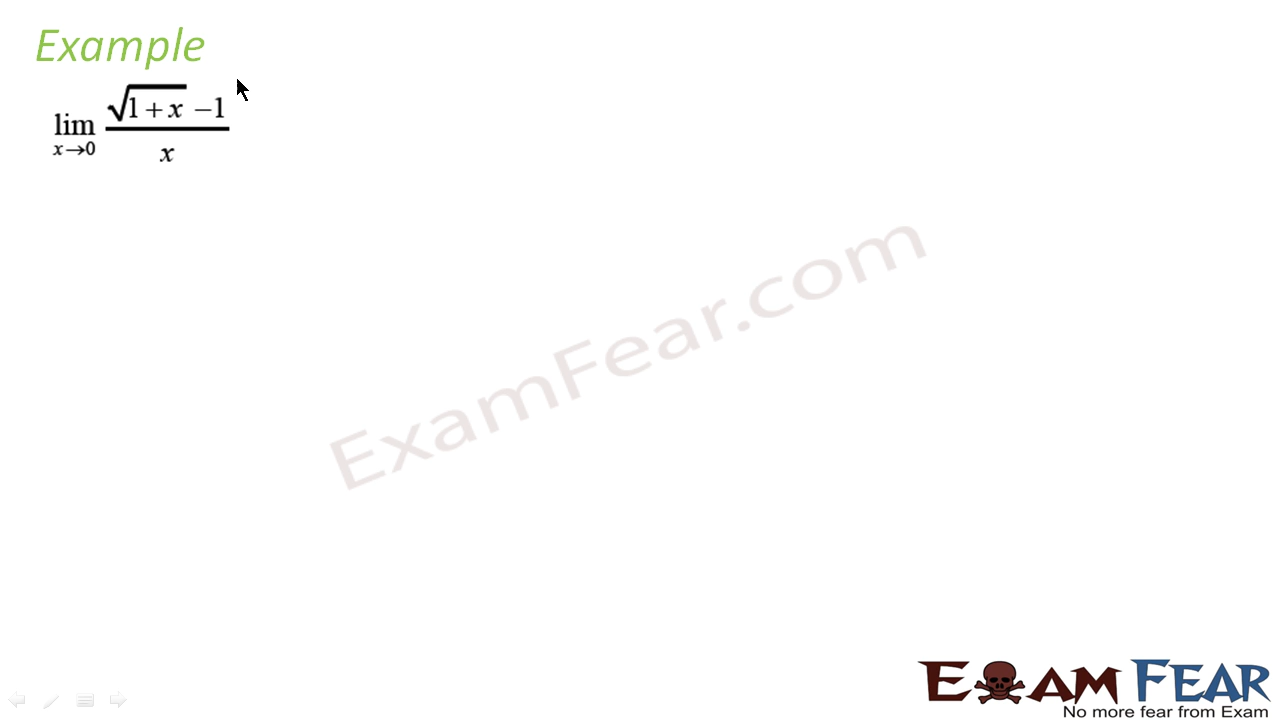 Example
lim x→0 (√(1+x) −1)/x
ExamFear.com
EXAM FEAR
No more fear from Exam